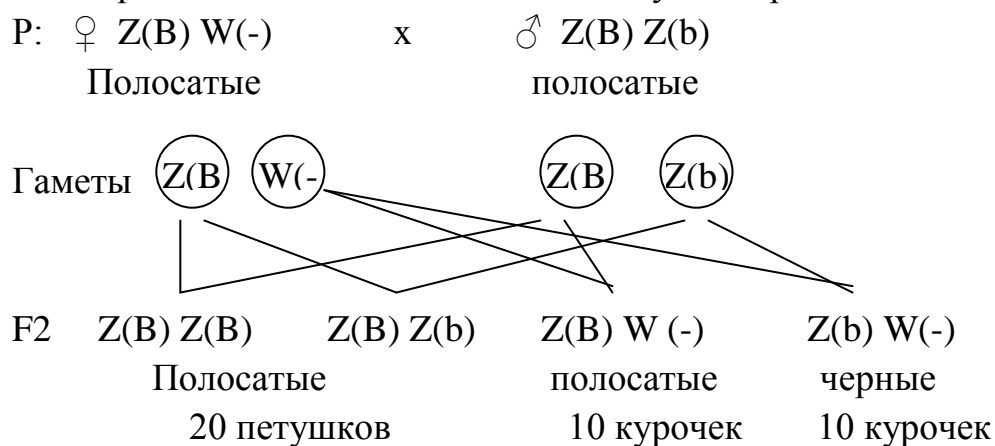 P: ♀ Z(B) W(-) x ♂ Z(B) Z(b)
Полосатые полосатые
Гаметы Z(B W(- Z(B Z(b)
F2 Z(B) Z(B) Z(B) Z(b) Z(B) W (-) Z(b) W(-)
Полосатые полосатые черные
20 петушков 10 курочек 10 курочек